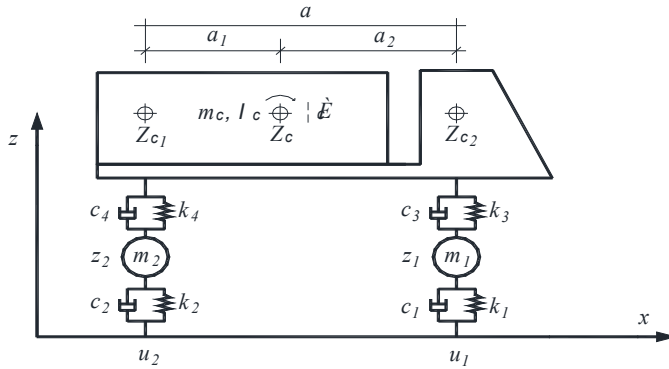 a
a1 a2
mc, Ic
Zc1 Zc Zc2
z
c4 k4 c3 k3
z2 m2 z1 m1
c2 k2 c1 k1
x
u2 u1